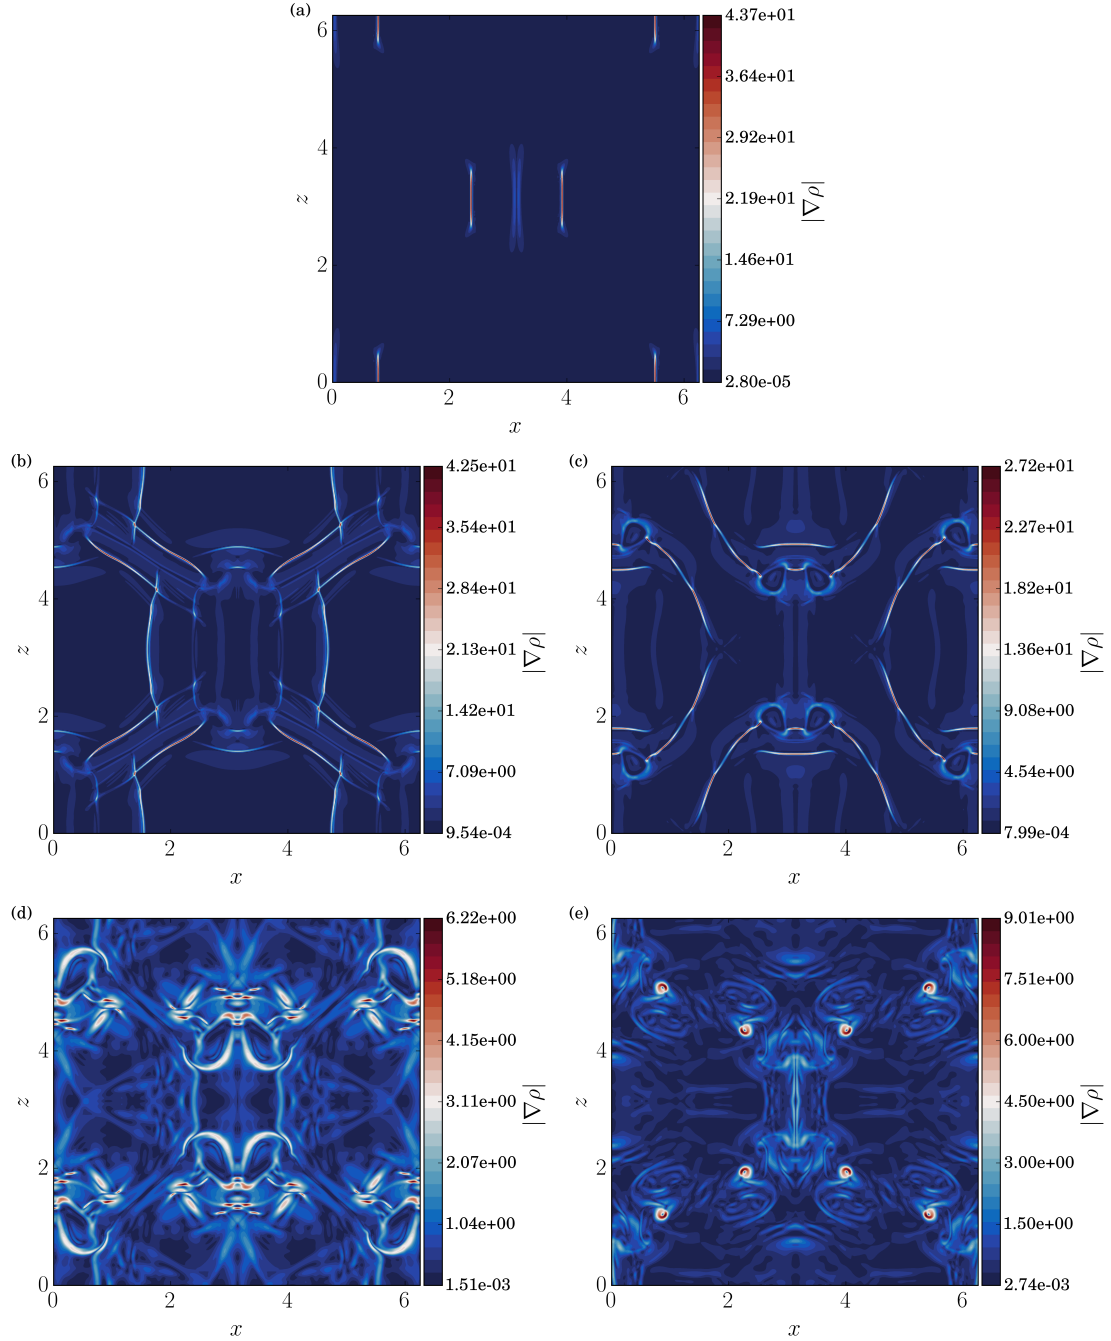 (a)
6
4
2
0
z
0
2
4
6
x
4.37e+01
3.64e+01
2.92e+01
2.19e+01
1.46e+01
7.29e+00
2.80e-05
|∇ρ|
(b)
6
4
2
0
z
0
2
4
6
x
4.25e+01
3.54e+01
2.84e+01
2.13e+01
1.42e+01
7.09e+00
9.54e-04
|∇ρ|
(c)
6
4
2
0
z
0
2
4
6
x
2.72e+01
2.27e+01
1.82e+01
1.36e+01
9.08e+00
4.54e+00
7.99e-04
|∇ρ|
(d)
6
4
2
0
z
0
2
4
6
x
6.22e+00
5.18e+00
4.15e+00
3.11e+00
2.07e+00
1.04e+00
1.51e-03
|∇ρ|
(e)
6
4
2
0
z
0
2
4
6
x
9.01e+00
7.51e+00
6.00e+00
4.50e+00
3.00e+00
1.50e+00
2.74e-03
|∇ρ|